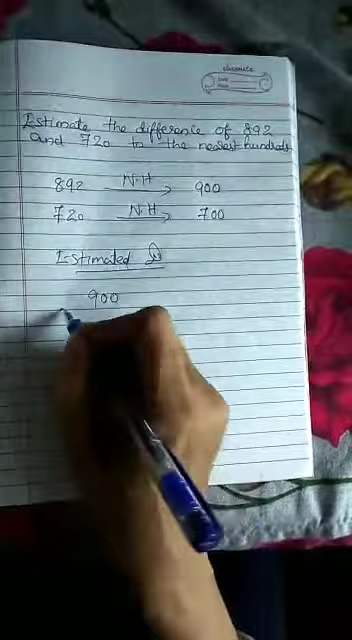 Estimate the difference of 892
and 720 to the nearest hundreds
892 N·H → 900
720 N·H → 700
Estimated D
900